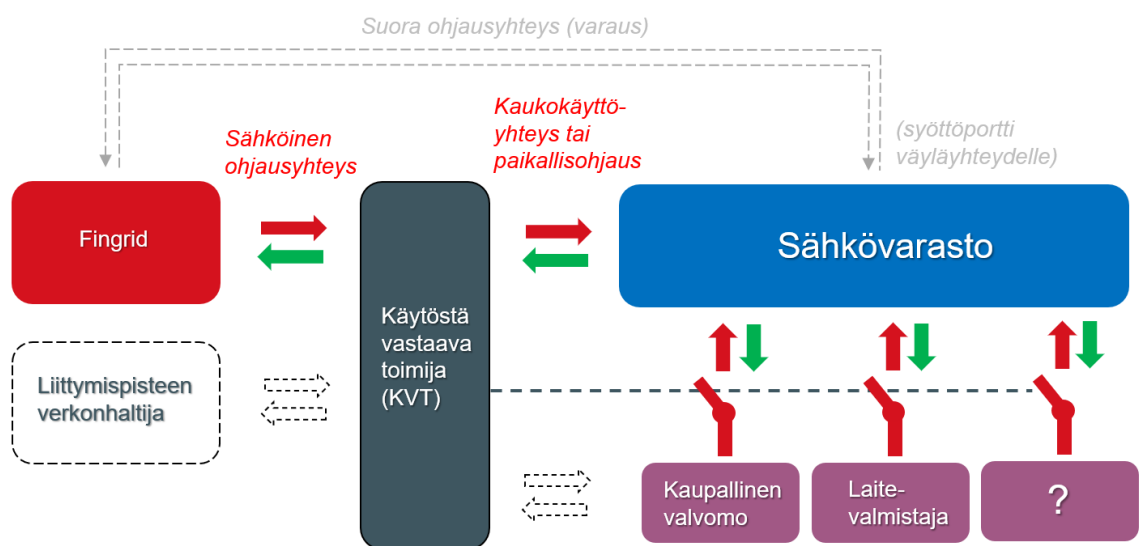 Suora ohjausyhteys (varaus)
Sähköinen
ohjausyhteys
Kaukokäyttö-
yhteys tai
paikallisohjaus
(syöttöportti
väyläyhteydelle)
Fingrid
Sähkövarasto
Käytöstä
vastaava
toimija
(KVT)
Liittymispisteen
verkonhaltija
Kaupallinen
valvomo
Laite-
valmistaja
?